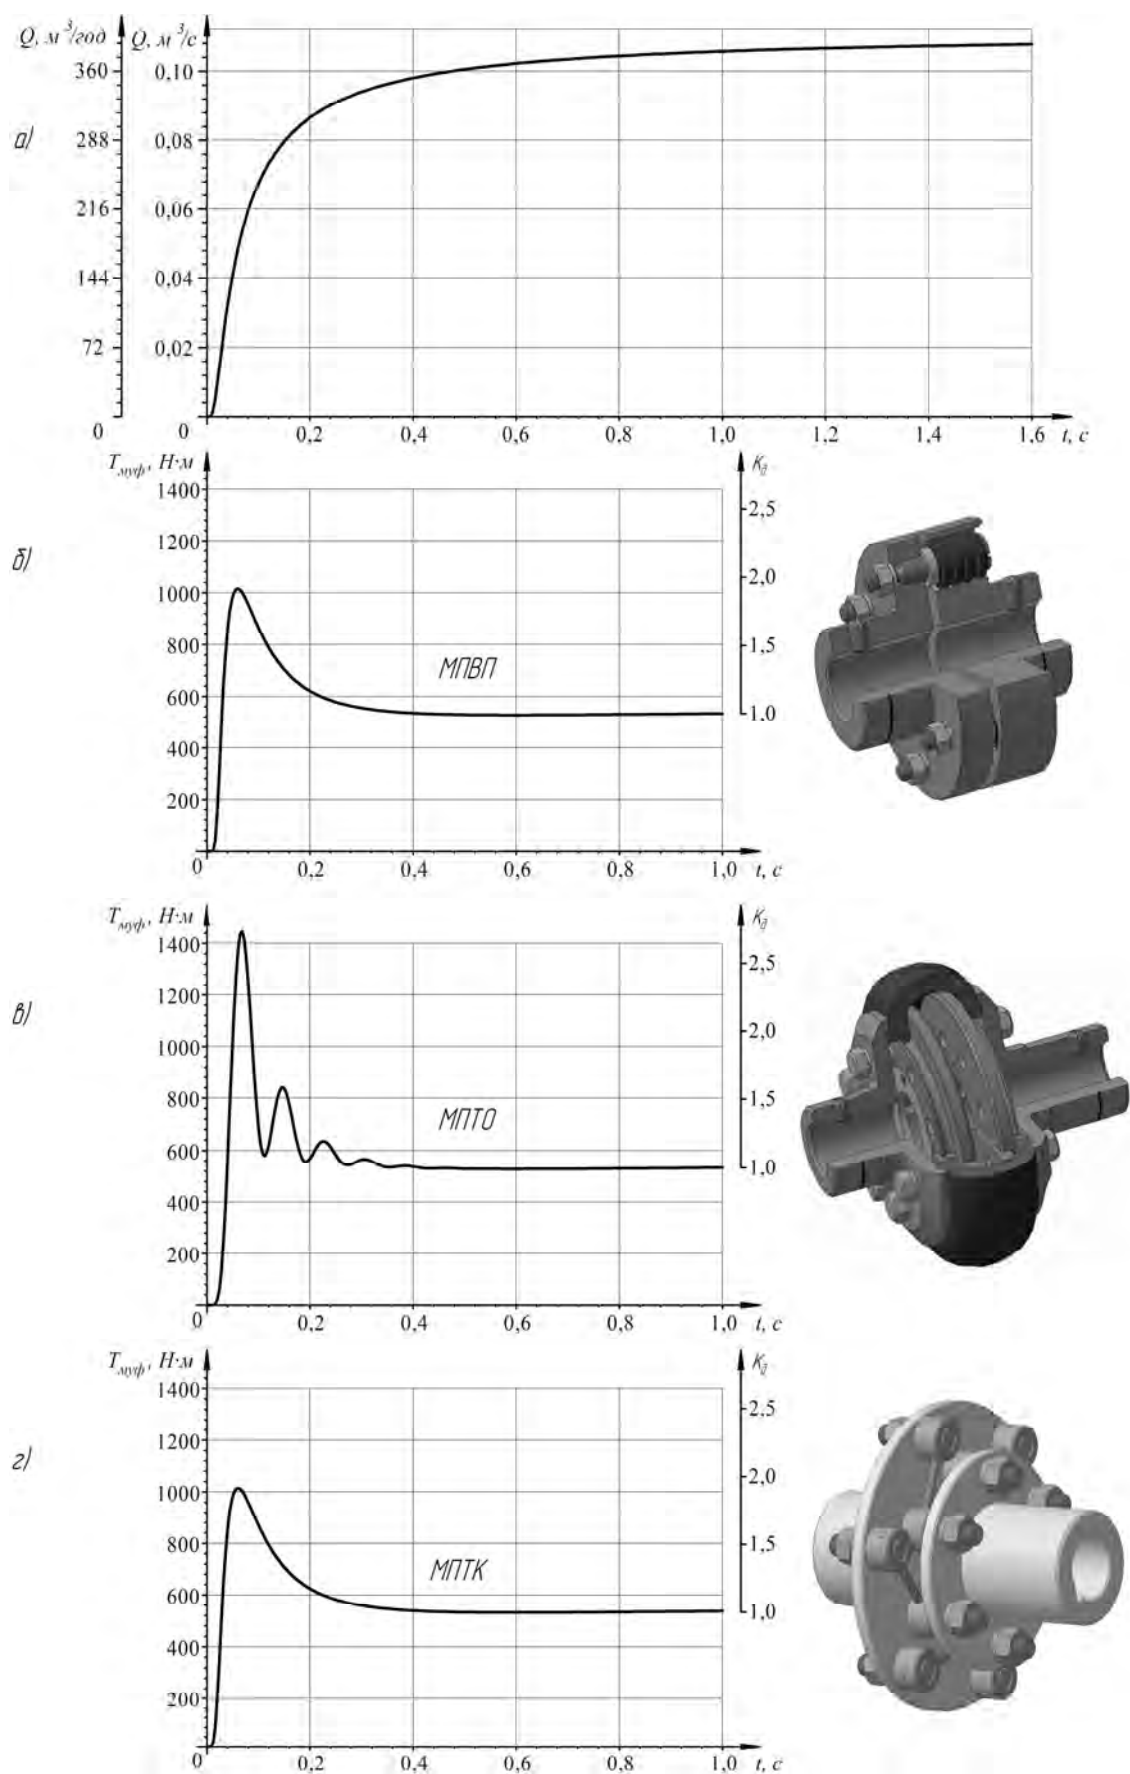 Q, м³/год Q, м³/с
360 0,10
а) 288 0,08
216 0,06
144 0,04
72 0,02
0 0 0,2 0,4 0,6 0,8 1,0 1,2 1,4 1,6 t, с
Tмуф, Н·м Kд
1400 2,5
1200
б) 2,0
1000
800 1,5
МПВП
600 1.0
400
200
0 0,2 0,4 0,6 0,8 1,0 t, с
Tмуф, Н·м Kд
1400 2,5
1200
в) 2,0
1000
800 1,5
МПТО
600 1,0
400
200
0 0,2 0,4 0,6 0,8 1,0 t, с
Tмуф, Н·м Kд
1400 2.5
1200
г) 2,0
1000
800 1,5
МПТК
600 1,0
400
200
0 0,2 0,4 0,6 0,8 1,0 t, с